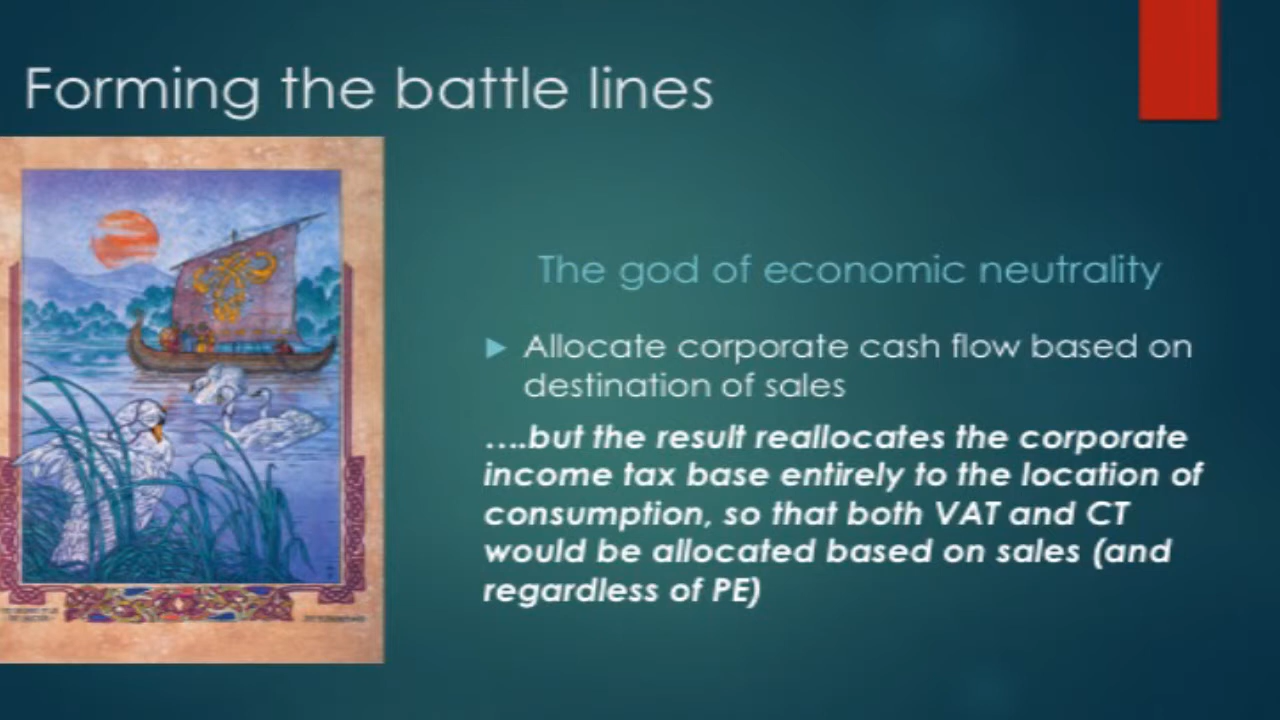 Forming the battle lines
The god of economic neutrality
► Allocate corporate cash flow based on
destination of sales
....but the result reallocates the corporate
income tax base entirely to the location of
consumption, so that both VAT and CT
would be allocated based on sales (and
regardless of PE)